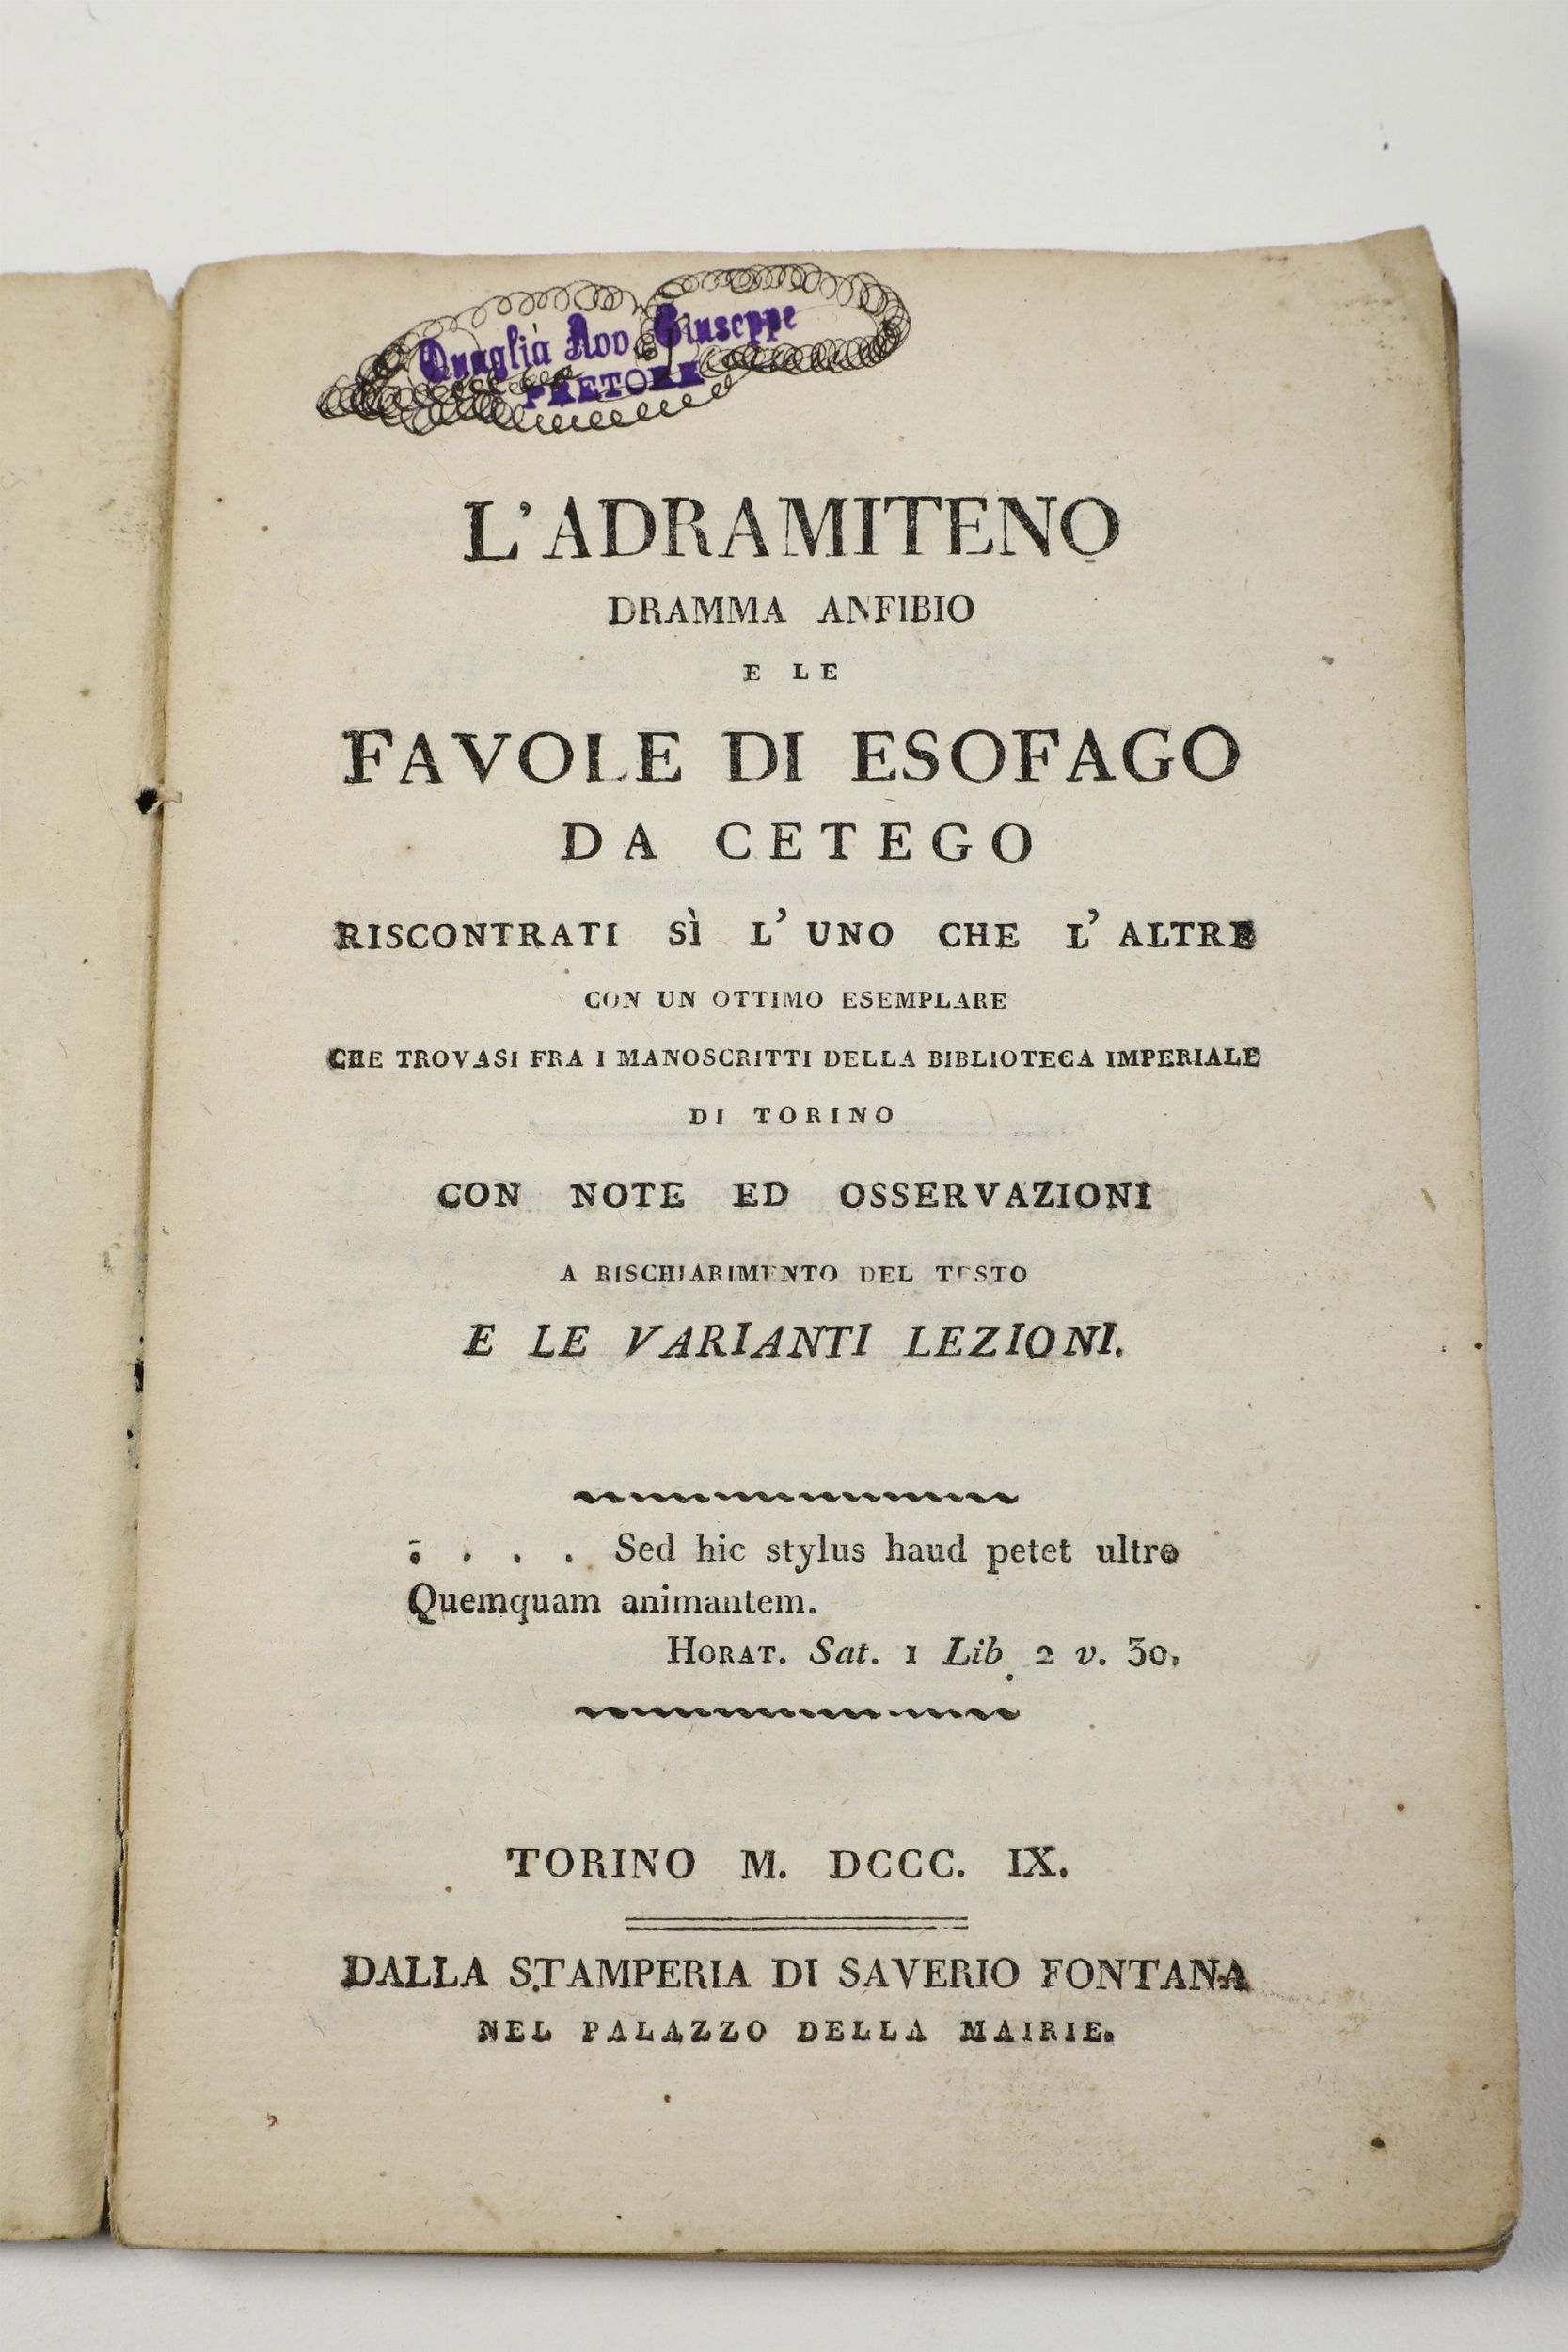 Quaglia Avv. Giuseppe
PRETORE
L'ADRAMITENO
DRAMMA ANFIBIO
E LE
FAVOLE DI ESOFAGO
DA CETEGO
RISCONTRATI SÌ L'UNO CHE L'ALTRE
CON UN OTTIMO ESEMPLARE
CHE TROVASI FRA I MANOSCRITTI DELLA BIBLIOTECA IMPERIALE
DI TORINO
CON NOTE ED OSSERVAZIONI
A RISCHIARIMENTO DEL TESTO
E LE VARIANTI LEZIONI.
. . . . Sed hic stylus haud petet ultro
Quemquam animantem.
HORAT. Sat. 1 Lib. 2 v. 30.
TORINO M. DCCC. IX.
DALLA STAMPERIA DI SAVERIO FONTANA
NEL PALAZZO DELLA MAIRIE.